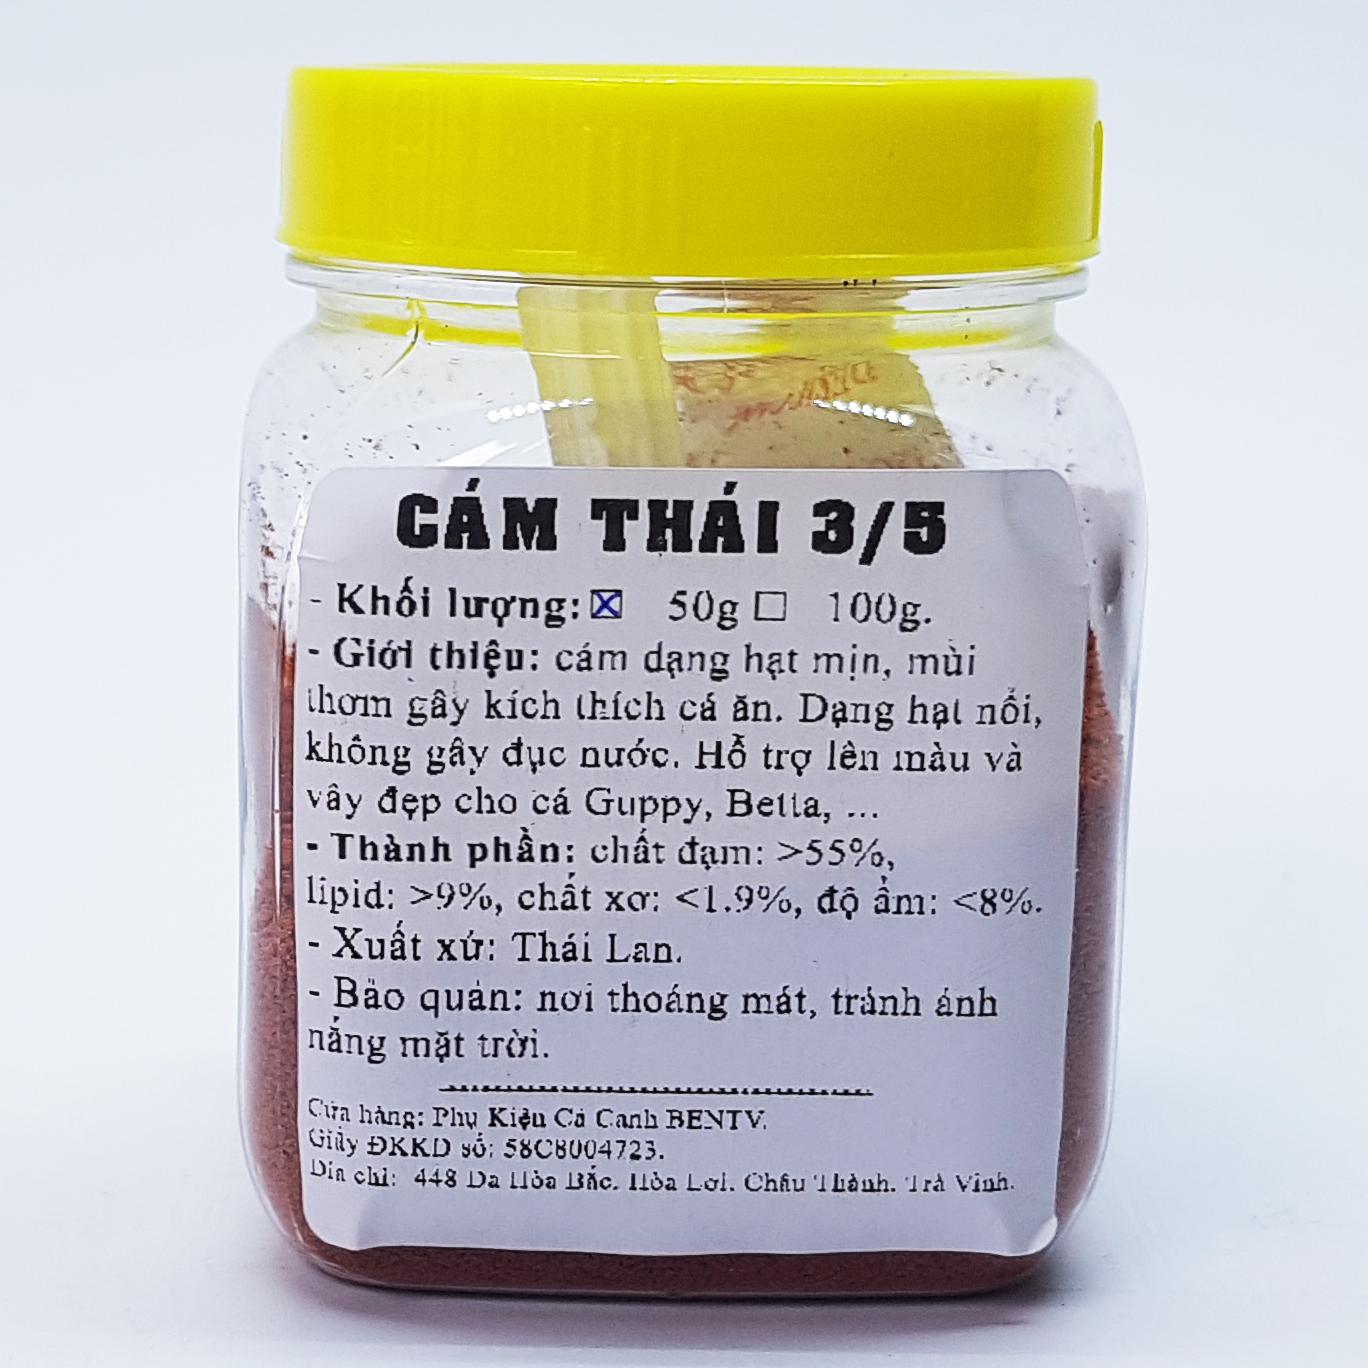 CÁM THÁI 3/5
- Khối lượng: ☒ 50g ☐ 100g.
- Giới thiệu: cám dạng hạt mịn, mùi
thơm gây kích thích cá ăn. Dạng hạt nổi,
không gây đục nước. Hỗ trợ lên màu và
vây đẹp cho cá Guppy, Betta, ...
- Thành phần: chất đạm: >55%,
lipid: >9%, chất xơ: <1.9%, độ ẩm: <8%.
- Xuất xứ: Thái Lan.
- Bảo quản: nơi thoáng mát, tránh ánh
nắng mặt trời.
Cửa hàng: Phụ Kiện Cá Cảnh BENTV.
Giấy ĐKKD số: 58C8004723.
Địa chỉ: 448 Đa Hòa Bắc. Hòa Lợi. Châu Thành. Trà Vinh.